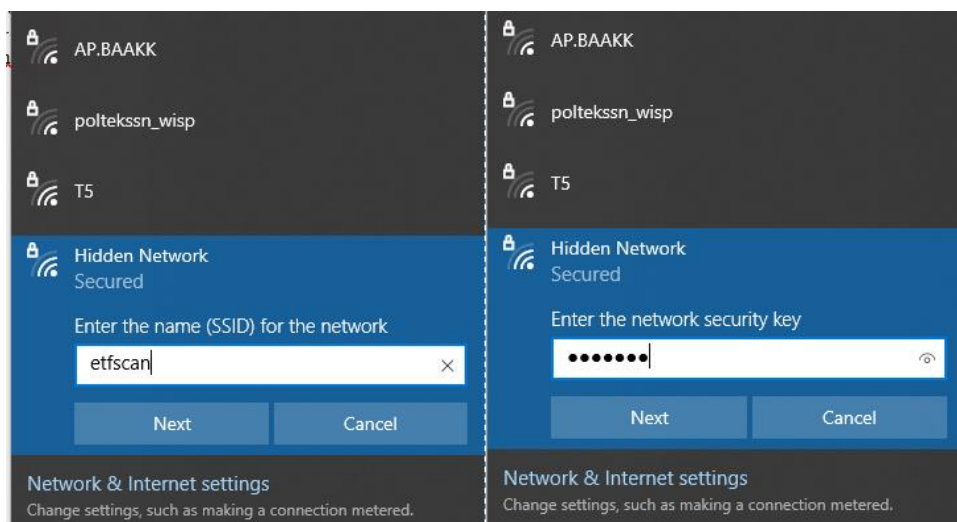 AP.BAAKK
poltekssn_wisp
T5
Hidden Network
Secured
Enter the name (SSID) for the network
etfscan
Next Cancel
Network & Internet settings
Change settings, such as making a connection metered.
AP.BAAKK
poltekssn_wisp
T5
Hidden Network
Secured
Enter the network security key
•••••••
Next Cancel
Network & Internet settings
Change settings, such as making a connection metered.